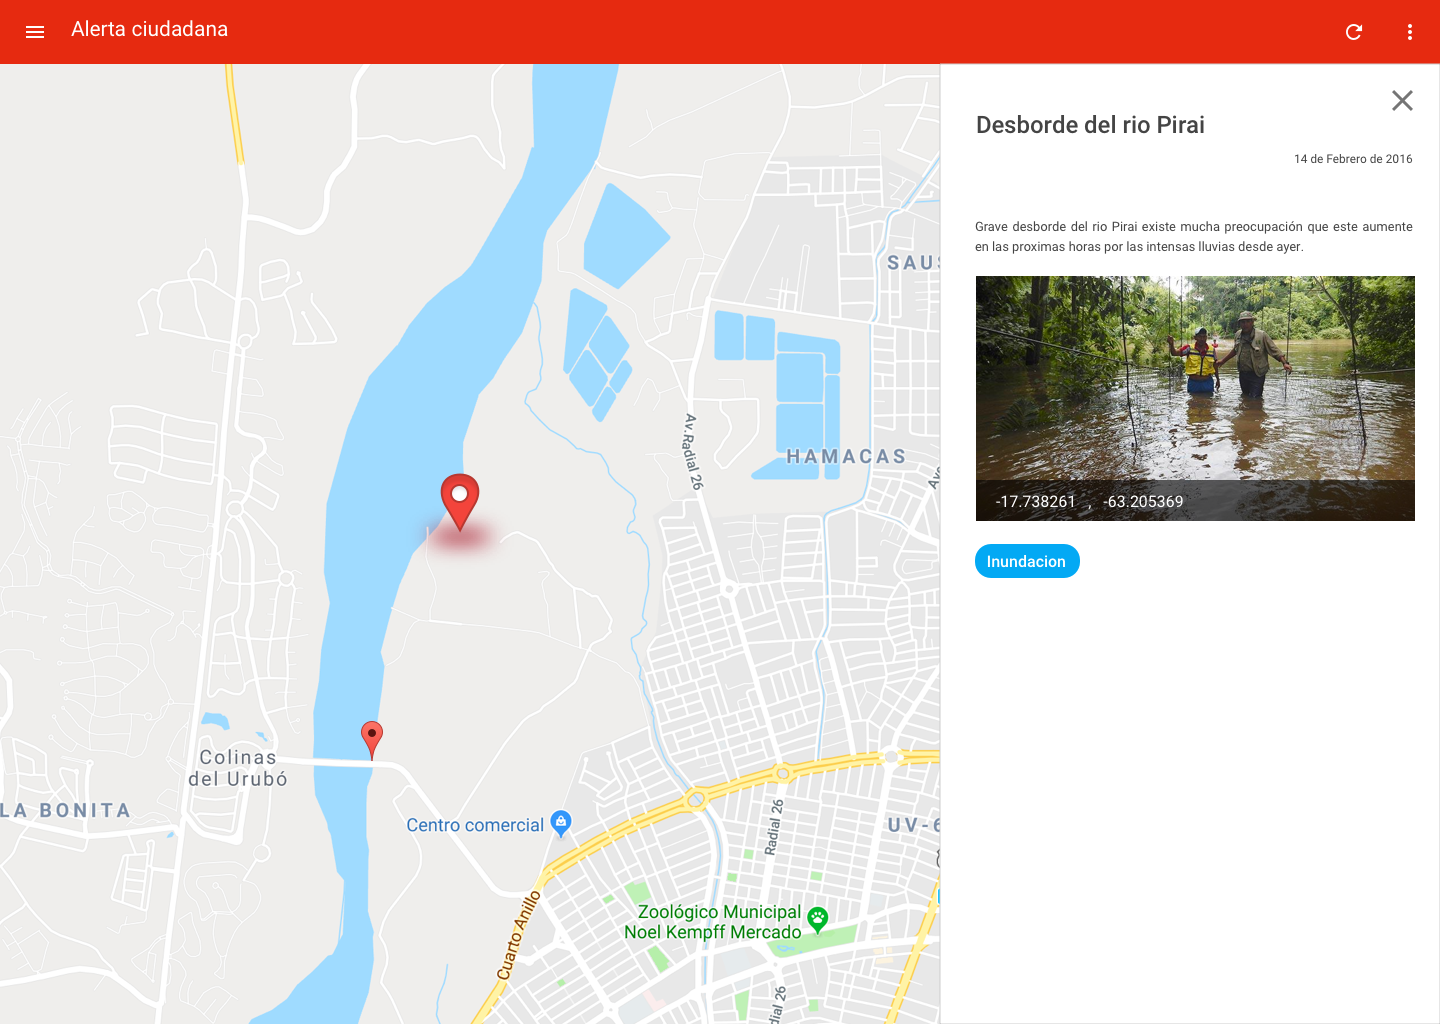 Alerta ciudadana
Desborde del rio Pirai
14 de Febrero de 2016
Grave desborde del rio Pirai existe mucha preocupación que este aumente
en las proximas horas por las intensas lluvias desde ayer.
-17.738261 , -63.205369
Inundacion
SAUS
HAMACAS
Av.Radial 26
Av
Colinas
del Urubó
LA BONITA
Centro comercial
Radial 26
UV-6
Cuarto Anillo
Zoológico Municipal
Noel Kempff Mercado
dial 26